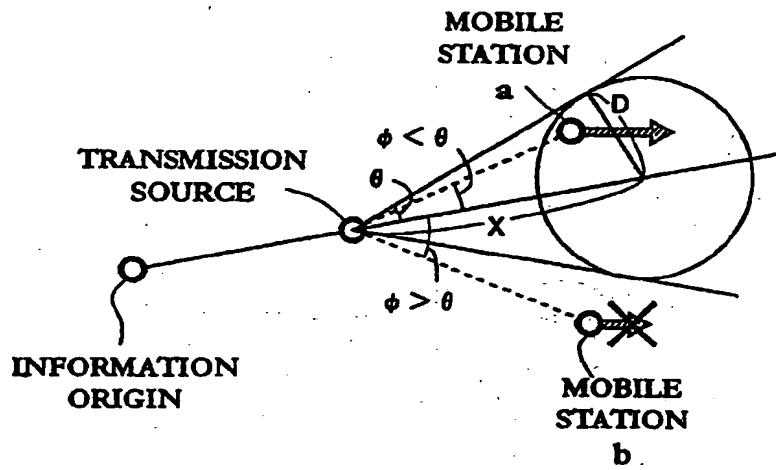 MOBILE
STATION
a
D
ϕ < θ
θ
TRANSMISSION
SOURCE
X
ϕ > θ
INFORMATION
ORIGIN
MOBILE
STATION
b